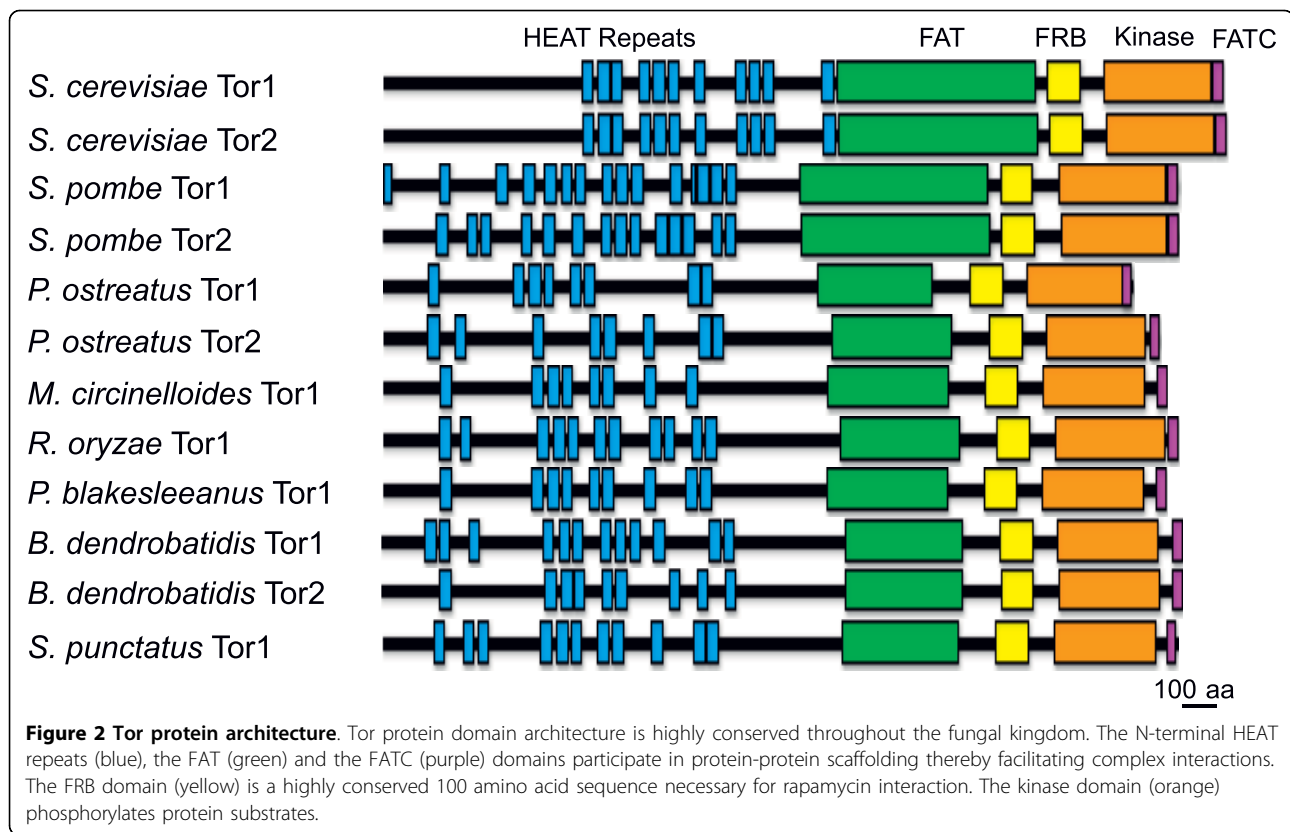 HEAT Repeats FAT FRB Kinase FATC
S. cerevisiae Tor1
S. cerevisiae Tor2
S. pombe Tor1
S. pombe Tor2
P. ostreatus Tor1
P. ostreatus Tor2
M. circinelloides Tor1
R. oryzae Tor1
P. blakesleeanus Tor1
B. dendrobatidis Tor1
B. dendrobatidis Tor2
S. punctatus Tor1
100 aa
Figure 2 Tor protein architecture. Tor protein domain architecture is highly conserved throughout the fungal kingdom. The N-terminal HEAT
repeats (blue), the FAT (green) and the FATC (purple) domains participate in protein-protein scaffolding thereby facilitating complex interactions.
The FRB domain (yellow) is a highly conserved 100 amino acid sequence necessary for rapamycin interaction. The kinase domain (orange)
phosphorylates protein substrates.